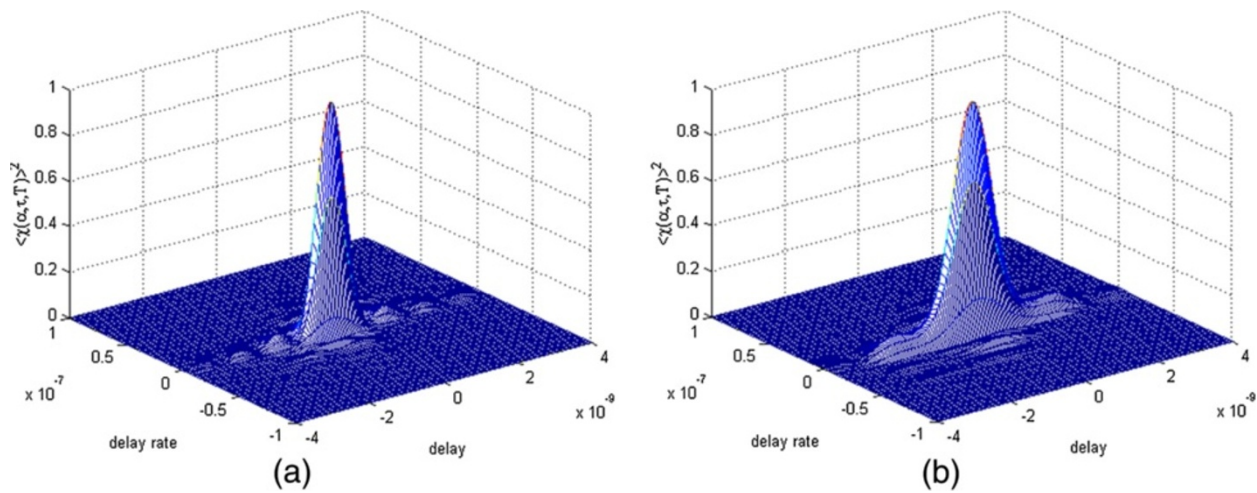 <χ(α,τ,T)>²
1
0.8
0.6
0.4
0.2
0
1
0.5
0
-0.5
-1
x 10⁻⁷
delay rate
-4
-2
0
2
4
x 10⁻⁹
delay
(a)
<χ(α,τ,T)>²
1
0.8
0.6
0.4
0.2
0
1
0.5
0
-0.5
-1
x 10⁻⁷
delay rate
-4
-2
0
2
4
x 10⁻⁹
delay
(b)